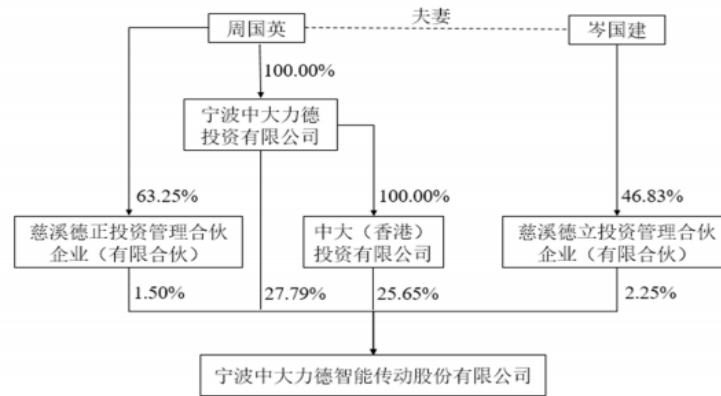 夫妻
周国英
岑国建
100.00%
宁波中大力德
投资有限公司
63.25%
100.00%
46.83%
慈溪德正投资管理合伙
企业（有限合伙）
中大（香港）
投资有限公司
慈溪德立投资管理合伙
企业（有限合伙）
1.50%
27.79%
25.65%
2.25%
宁波中大力德智能传动股份有限公司